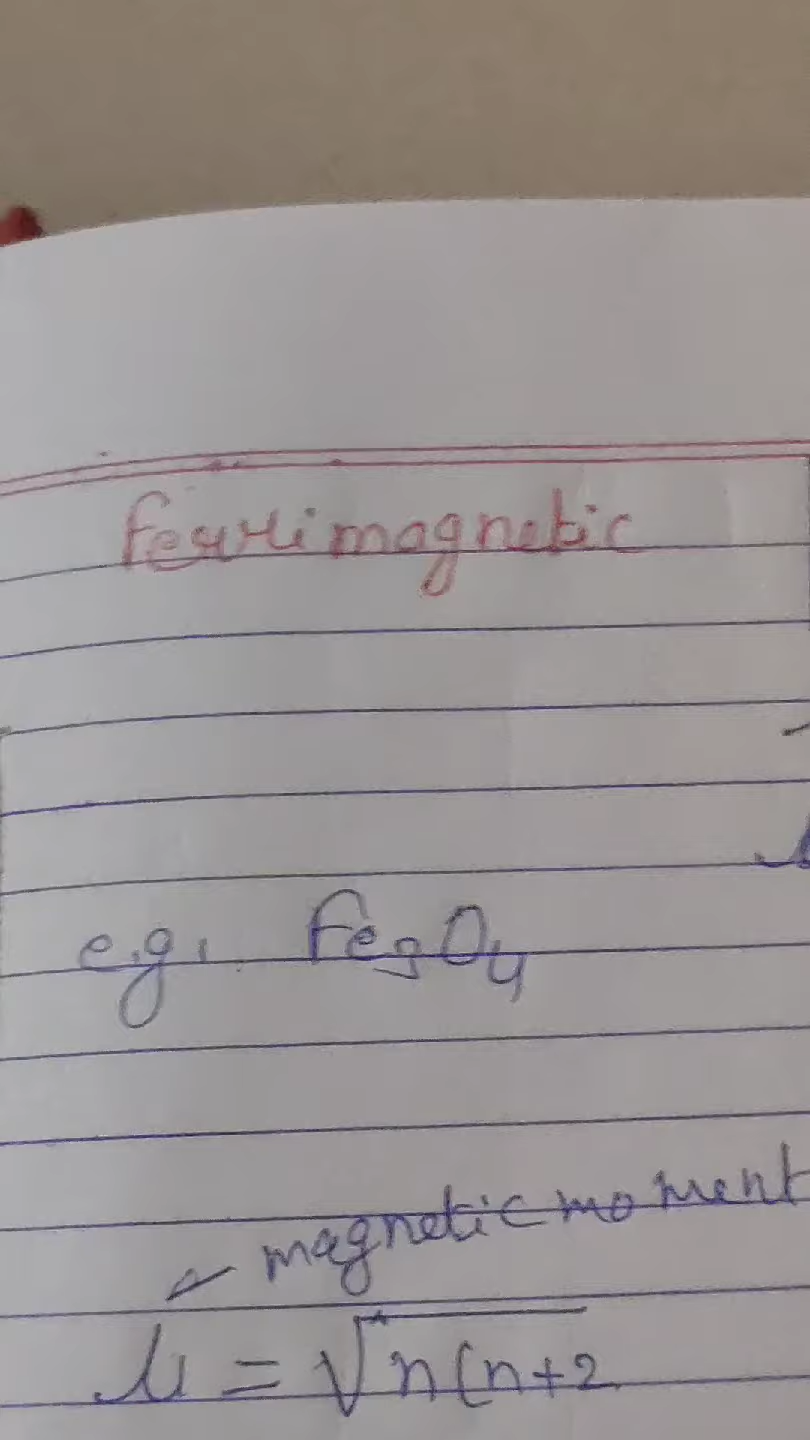 Ferrimagnetic
e.g. Fe3O4
magnetic moment
μ = √n(n+2